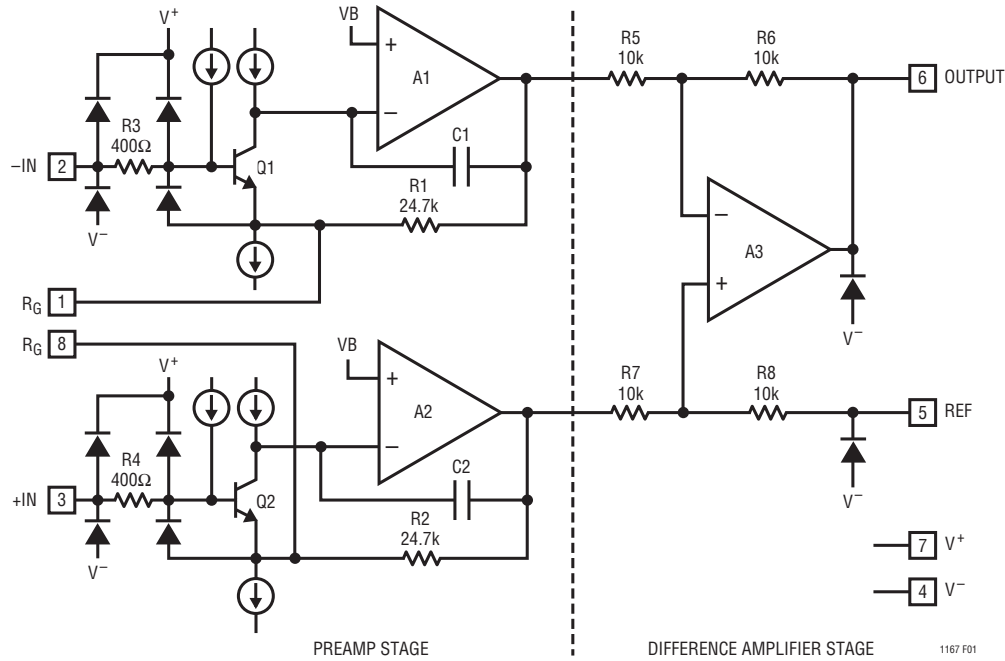 V+
VB
+
A1
−
R5
10k
R6
10k
6 OUTPUT
R3
400Ω
C1
−IN 2
Q1
R1
24.7k
V−
−
A3
+
RG 1
RG 8
V−
V+
VB
+
A2
−
R7
10k
R8
10k
5 REF
R4
400Ω
C2
+IN 3
Q2
R2
24.7k
V−
V−
7 V+
4 V−
PREAMP STAGE
DIFFERENCE AMPLIFIER STAGE
1167 F01